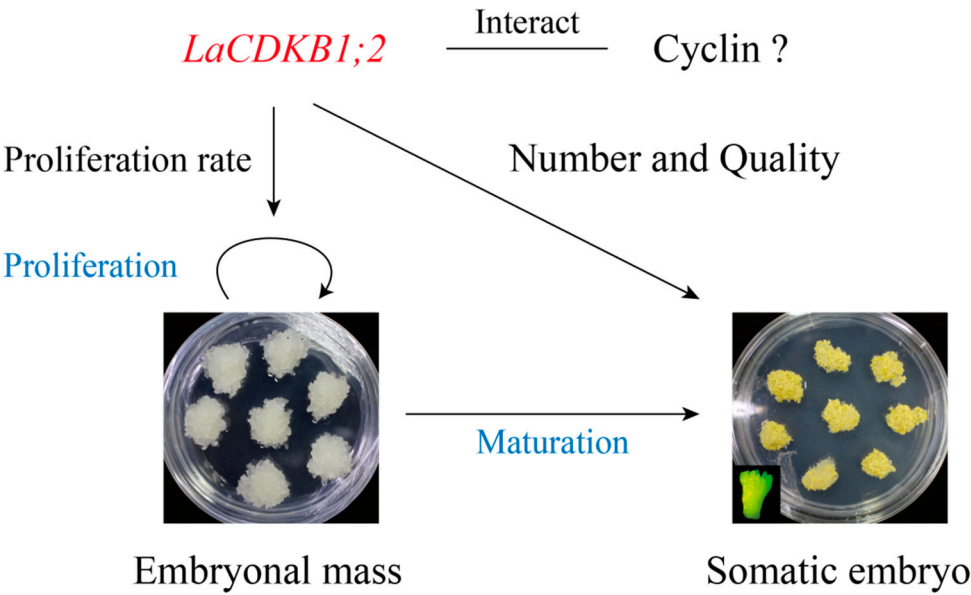 Interact
LaCDKB1;2
Cyclin ?
Proliferation rate
Number and Quality
Proliferation
Maturation
Embryonal mass
Somatic embryo